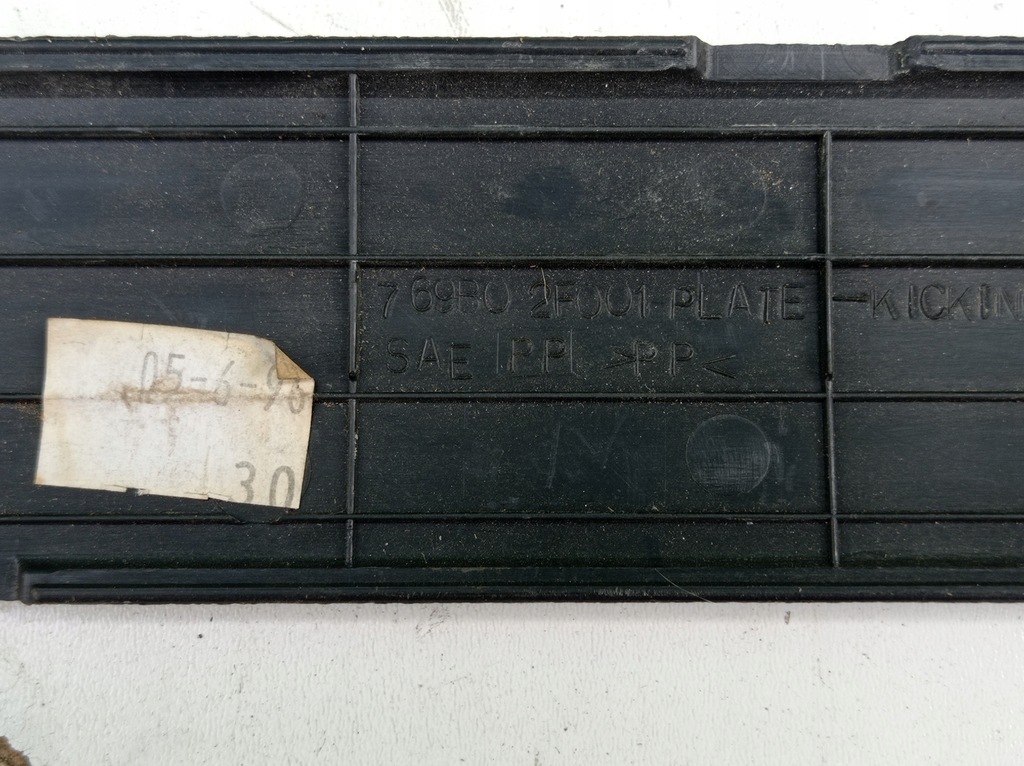 769B0 2F001 PLATE-KICKIN
SAE PP >PP<
05-6-96
30